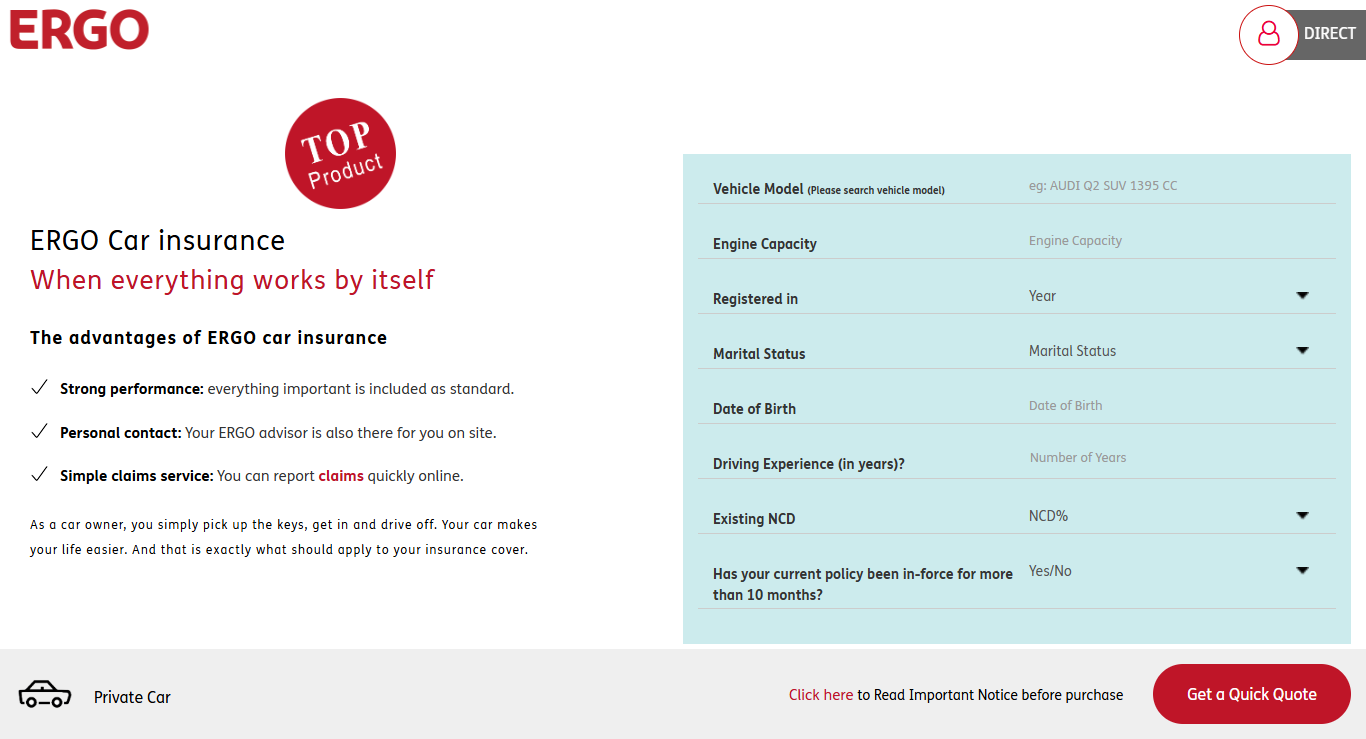 ERGO
DIRECT
TOP
Product
ERGO Car insurance
When everything works by itself
The advantages of ERGO car insurance
Strong performance: everything important is included as standard.
Personal contact: Your ERGO advisor is also there for you on site.
Simple claims service: You can report claims quickly online.
As a car owner, you simply pick up the keys, get in and drive off. Your car makes
your life easier. And that is exactly what should apply to your insurance cover.
Vehicle Model (Please search vehicle model) eg: AUDI Q2 SUV 1395 CC
Engine Capacity Engine Capacity
Registered in Year
Marital Status Marital Status
Date of Birth Date of Birth
Driving Experience (in years)? Number of Years
Existing NCD NCD%
Has your current policy been in-force for more Yes/No
than 10 months?
Private Car
Click here to Read Important Notice before purchase
Get a Quick Quote